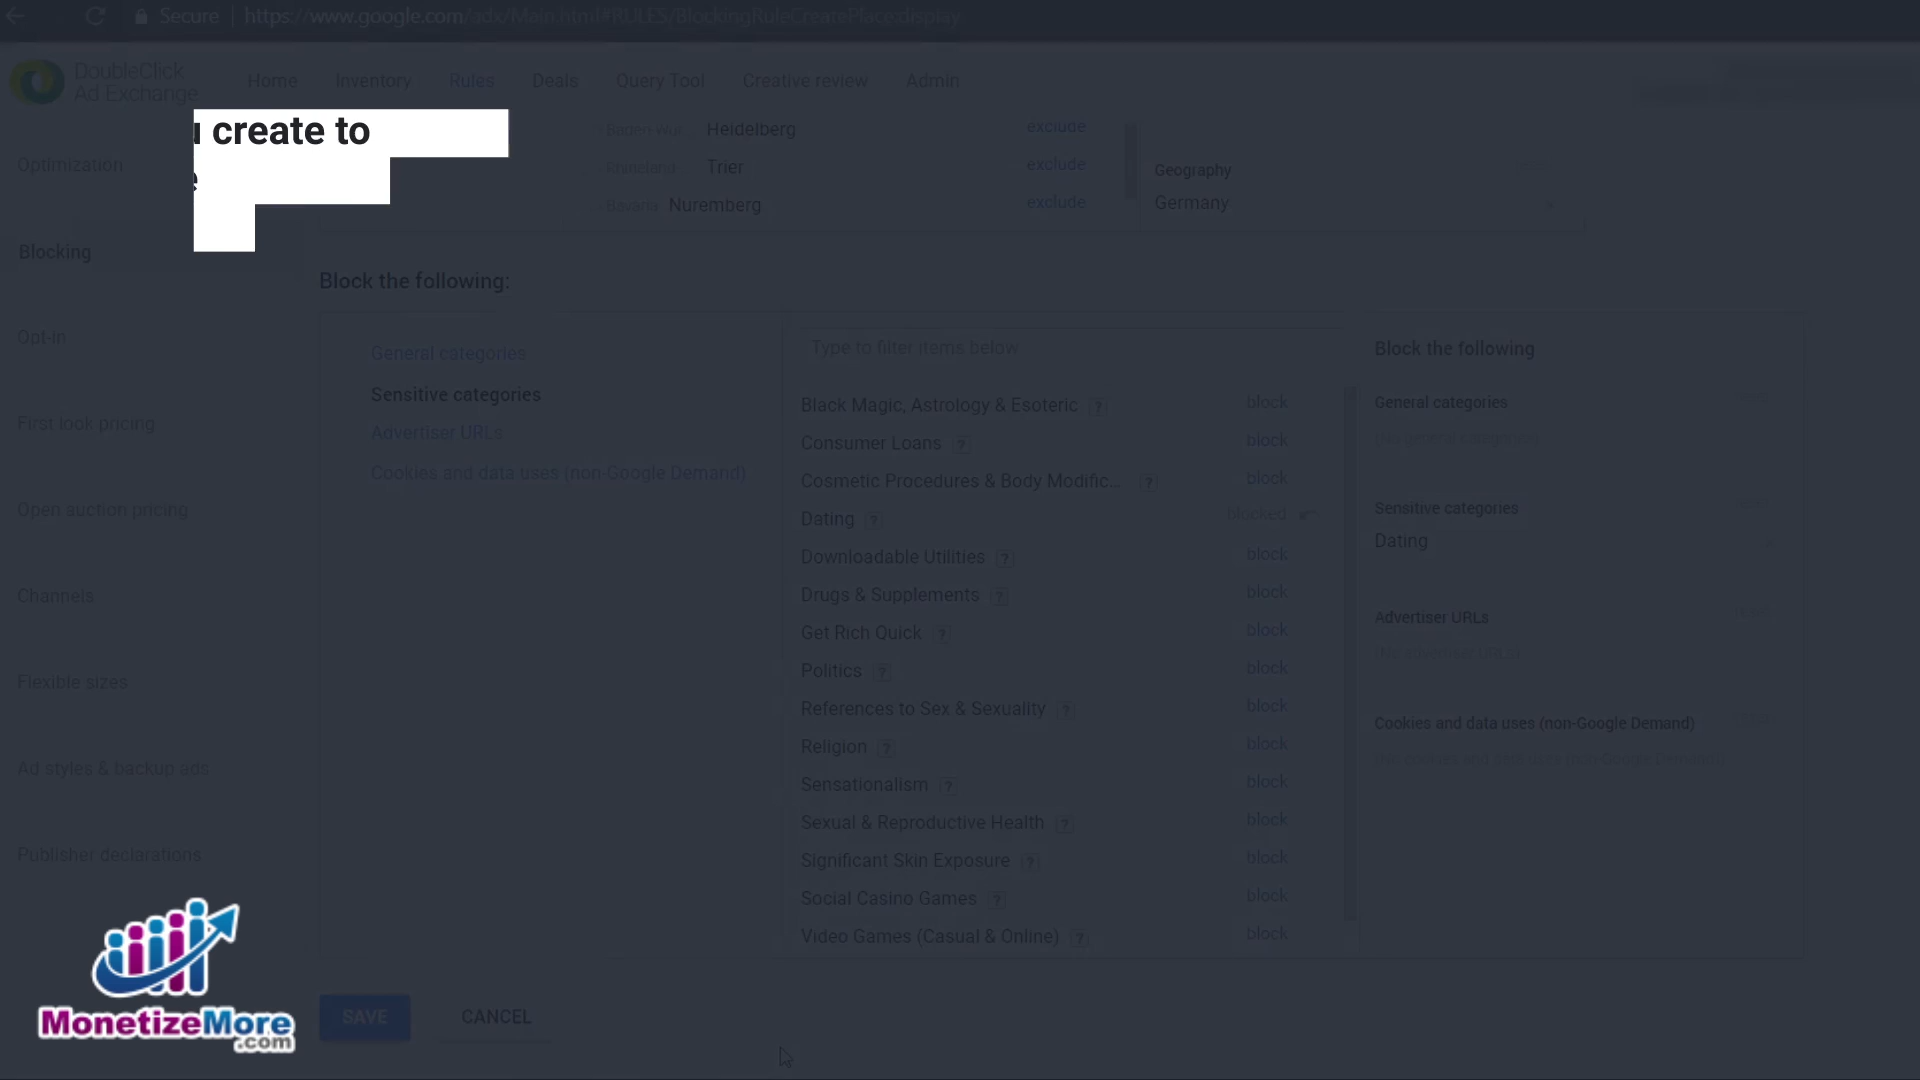 Secure
https://www.google.com/adx/Main.html#RULES/BlockingRuleCreatePlace:display
DoubleClick
Ad Exchange
Home
Inventory
Rules
Deals
Query Tool
Creative review
Admin
create to
Optimization
Blocking
Opt-in
First look pricing
Open auction pricing
Channels
Flexible sizes
Ad styles & backup ads
Publisher declarations
Heidelberg
exclude
Trier
exclude
Bavaria Nuremberg
exclude
Geography
Germany
Block the following:
General categories
Sensitive categories
Advertiser URLs
Cookies and data uses (non-Google Demand)
Type to filter items below
Black Magic, Astrology & Esoteric ? block
Consumer Loans ? block
Cosmetic Procedures & Body Modific... ? block
Dating ? blocked
Downloadable Utilities ? block
Drugs & Supplements ? block
Get Rich Quick ? block
Politics ? block
References to Sex & Sexuality ? block
Religion ? block
Sensationalism ? block
Sexual & Reproductive Health ? block
Significant Skin Exposure ? block
Social Casino Games ? block
Video Games (Casual & Online) ? block
Block the following
General categories
Sensitive categories
Dating
Advertiser URLs
Cookies and data uses (non-Google Demand)
SAVE
CANCEL
MonetizeMore
.com